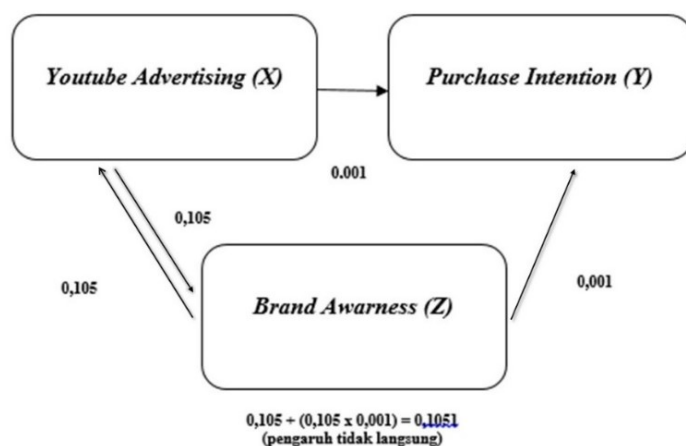 Youtube Advertising (X)
Purchase Intention (Y)
0.001
0,105
0,105
0,001
Brand Awarness (Z)
0,105 + (0,105 x 0,001) = 0,1051
(pengaruh tidak langsung)